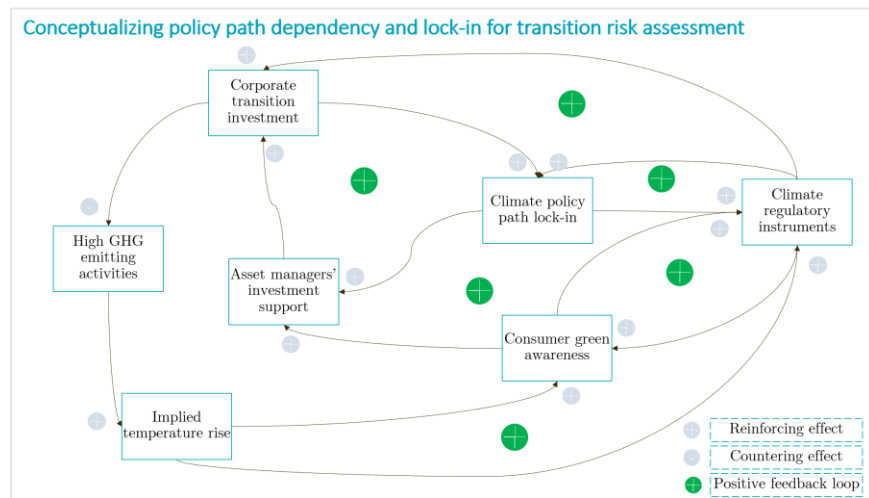 Conceptualizing policy path dependency and lock-in for transition risk assessment
Corporate
transition
investment
Climate policy
path lock-in
Climate
regulatory
instruments
High GHG
emitting
activities
Asset managers'
investment
support
Consumer green
awareness
Implied
temperature rise
Reinforcing effect
Countering effect
Positive feedback loop